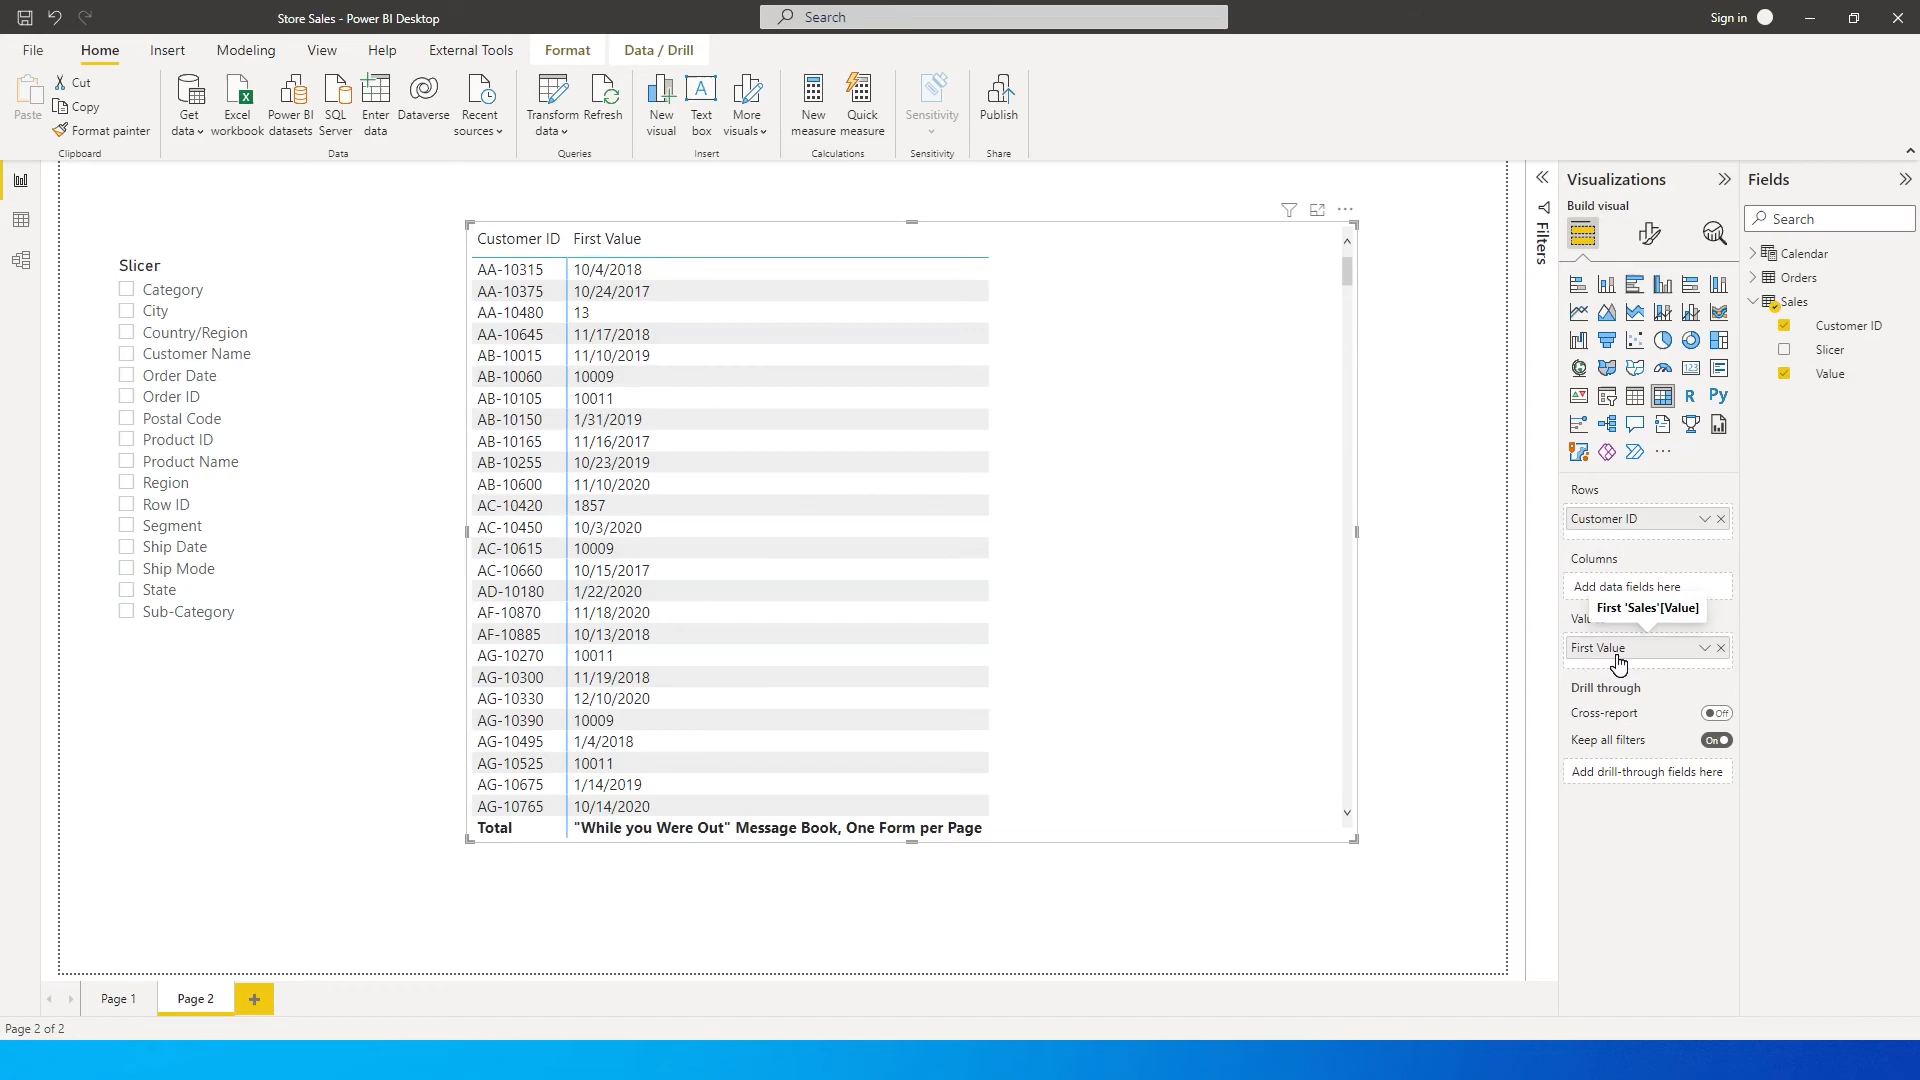 Store Sales - Power BI Desktop
Search
Sign in
File
Home
Insert
Modeling
View
Help
External Tools
Format
Data / Drill
Paste
Cut
Copy
Format painter
Clipboard
Get data
Excel workbook
Power BI datasets
SQL Server
Enter data
Dataverse
Recent sources
Data
Transform data
Refresh
Queries
New visual
Text box
More visuals
Insert
New measure
Quick measure
Calculations
Sensitivity
Sensitivity
Publish
Share
Slicer
Category
City
Country/Region
Customer Name
Order Date
Order ID
Postal Code
Product ID
Product Name
Region
Row ID
Segment
Ship Date
Ship Mode
State
Sub-Category
Customer ID First Value
AA-10315 10/4/2018
AA-10375 10/24/2017
AA-10480 13
AA-10645 11/17/2018
AB-10015 11/10/2019
AB-10060 10009
AB-10105 10011
AB-10150 1/31/2019
AB-10165 11/16/2017
AB-10255 10/23/2019
AB-10600 11/10/2020
AC-10420 1857
AC-10450 10/3/2020
AC-10615 10009
AC-10660 10/15/2017
AD-10180 1/22/2020
AF-10870 11/18/2020
AF-10885 10/13/2018
AG-10270 10011
AG-10300 11/19/2018
AG-10330 12/10/2020
AG-10390 10009
AG-10495 1/4/2018
AG-10525 10011
AG-10675 1/14/2019
AG-10765 10/14/2020
Total "While you Were Out" Message Book, One Form per Page
Filters
Visualizations
Build visual
R
Py
123
Rows
Customer ID
Columns
Add data fields here
First 'Sales'[Value]
First Value
Drill through
Cross-report
Off
Keep all filters
On
Add drill-through fields here
Fields
Search
Calendar
Orders
Sales
Customer ID
Slicer
Value
Page 1
Page 2
Page 2 of 2